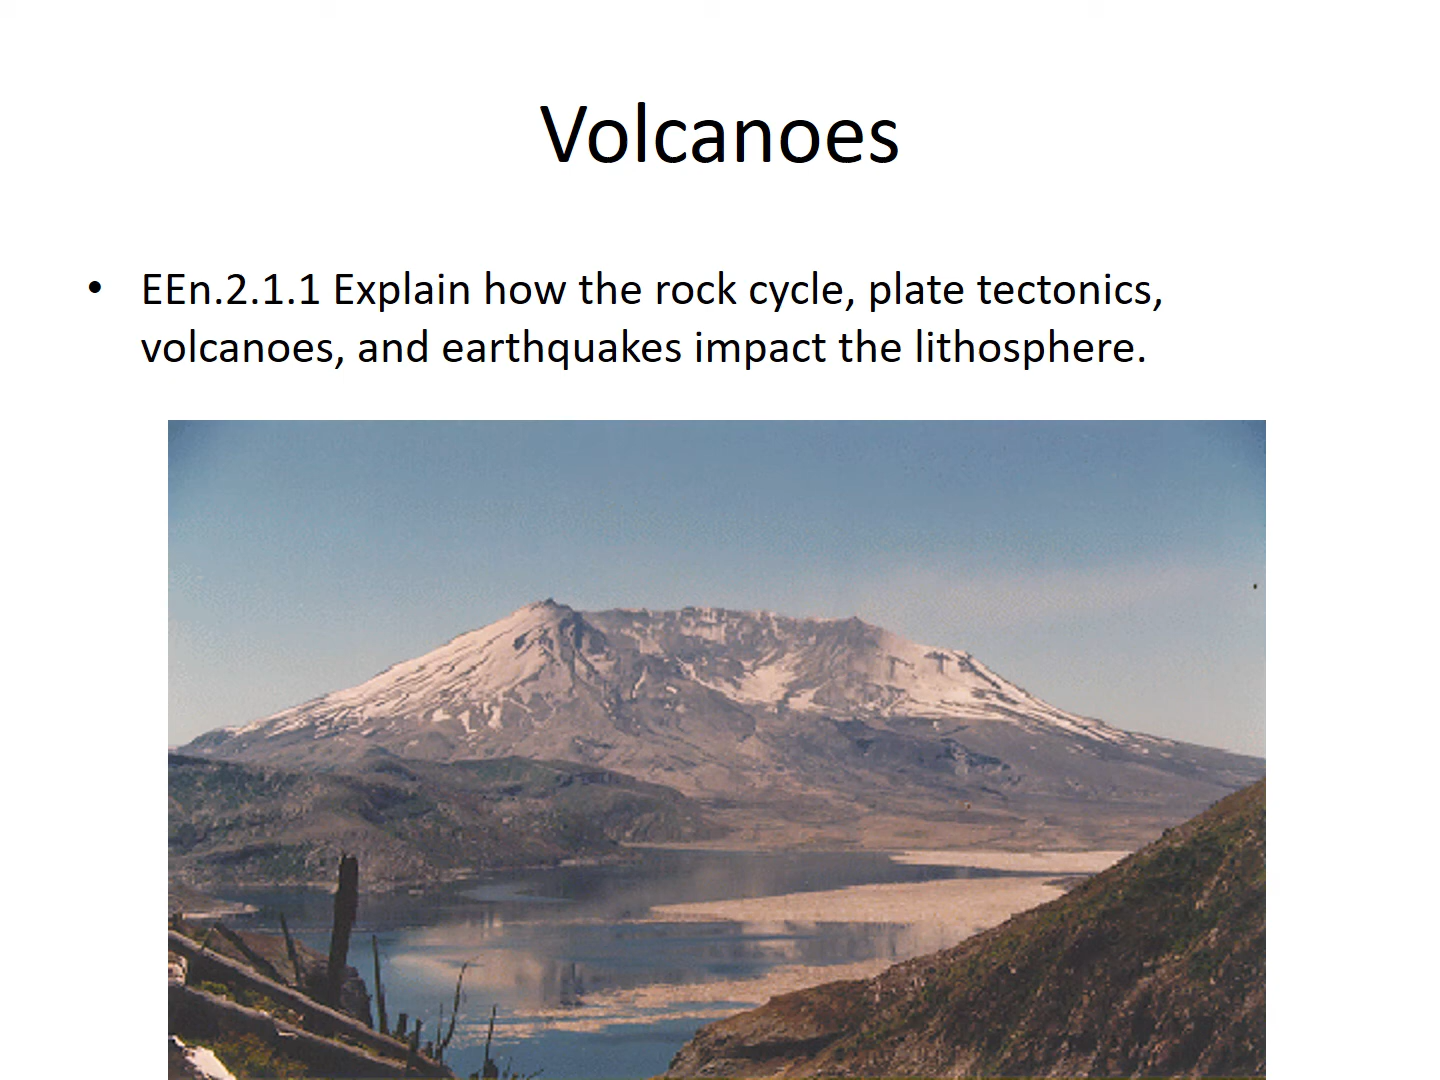 Volcanoes
• EEn.2.1.1 Explain how the rock cycle, plate tectonics,
volcanoes, and earthquakes impact the lithosphere.